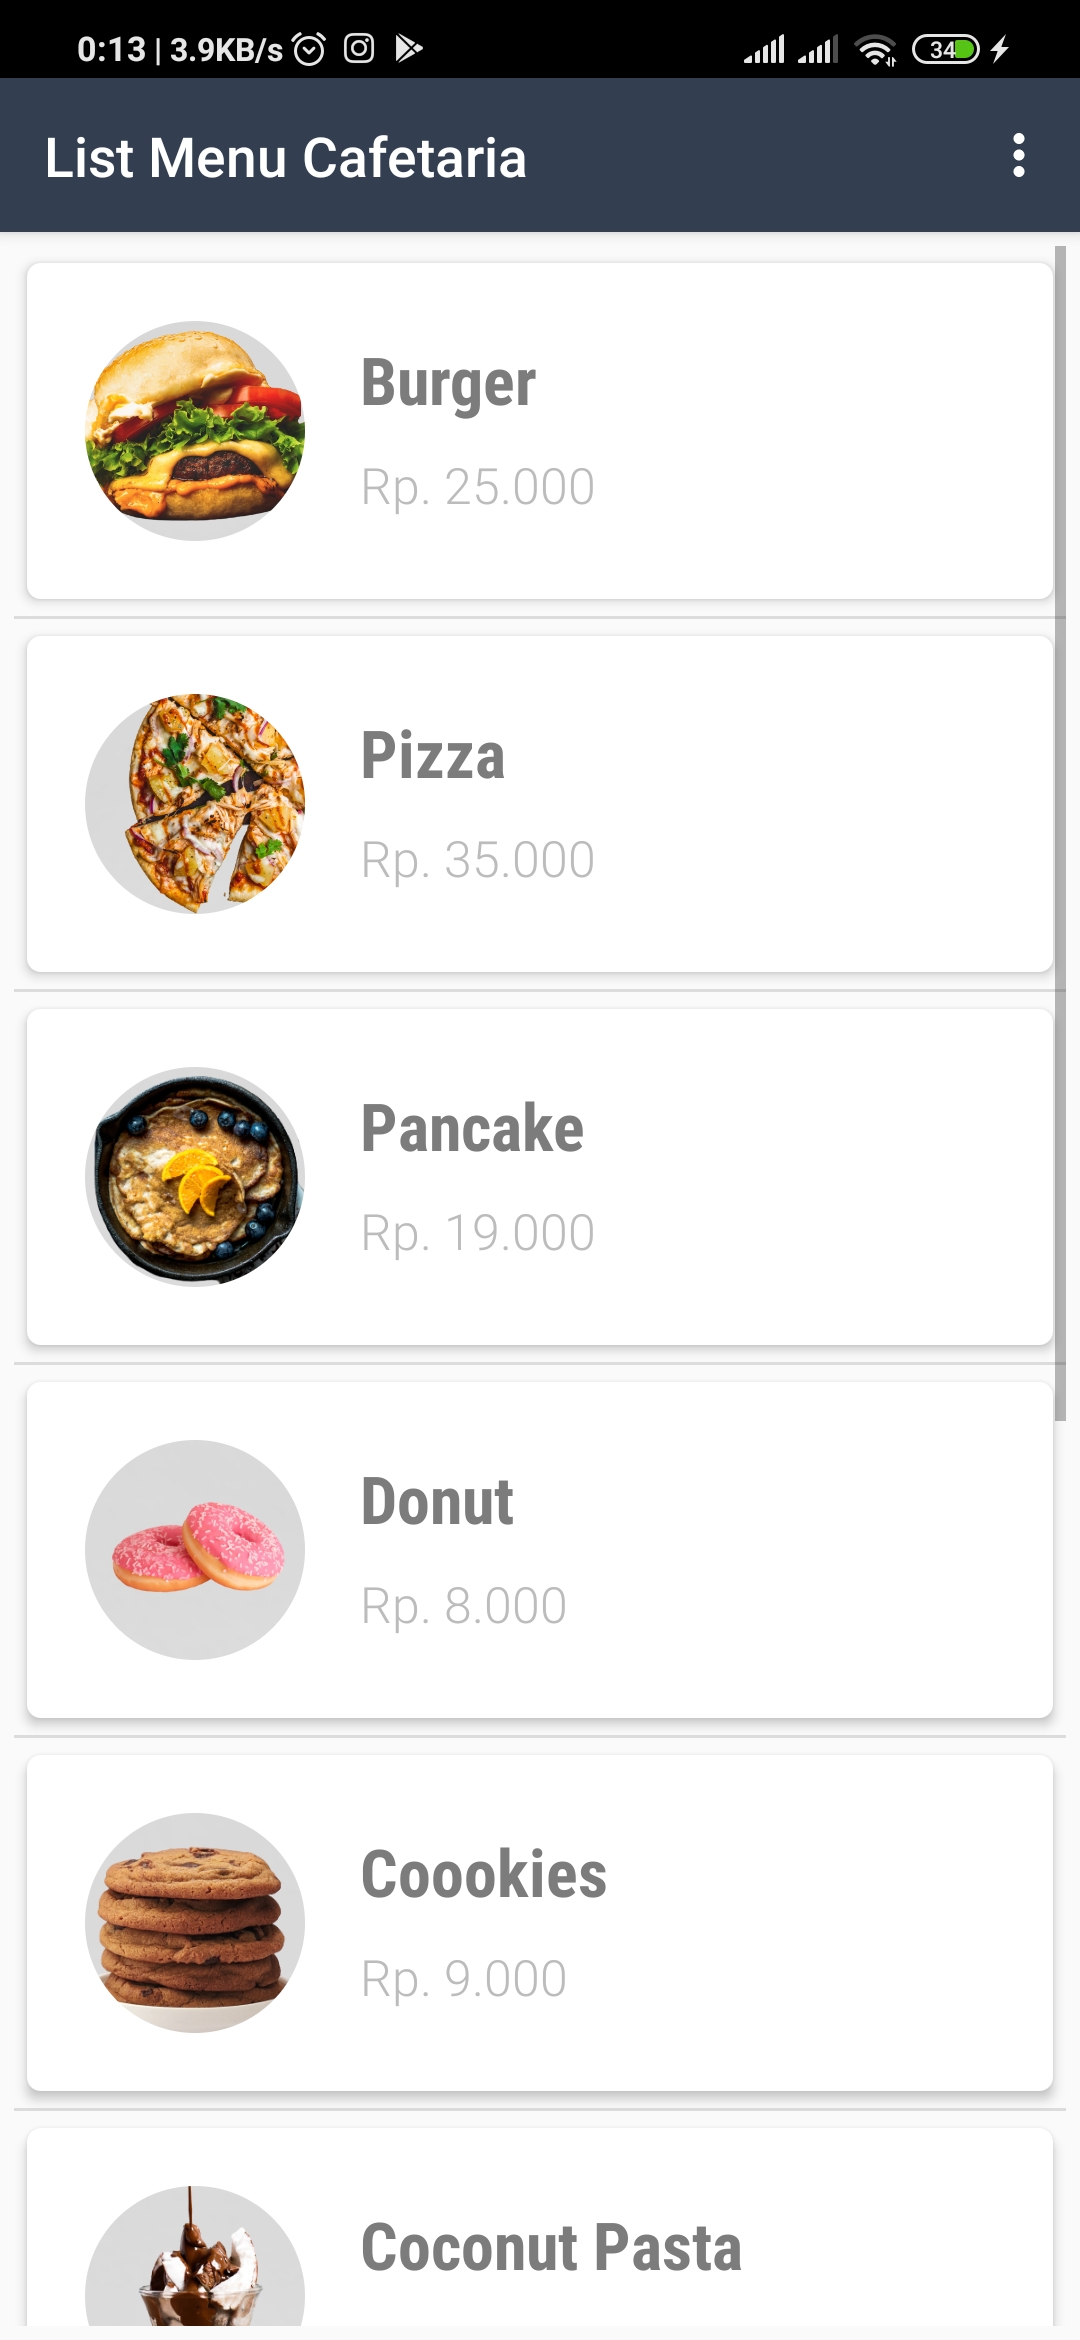 0:13 | 3.9KB/s
34
List Menu Cafetaria
Burger
Rp. 25.000
Pizza
Rp. 35.000
Pancake
Rp. 19.000
Donut
Rp. 8.000
Coookies
Rp. 9.000
Coconut Pasta